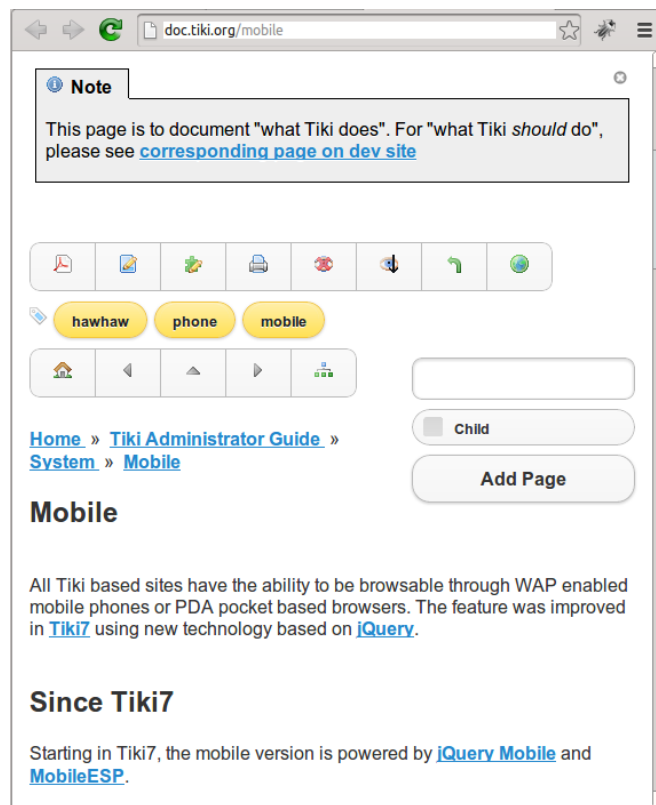 doc.tiki.org/mobile
Note
This page is to document "what Tiki does". For "what Tiki should do",
please see corresponding page on dev site
hawhaw phone mobile
Child
Add Page
Home » Tiki Administrator Guide »
System » Mobile
Mobile
All Tiki based sites have the ability to be browsable through WAP enabled
mobile phones or PDA pocket based browsers. The feature was improved
in Tiki7 using new technology based on jQuery.
Since Tiki7
Starting in Tiki7, the mobile version is powered by jQuery Mobile and
MobileESP.